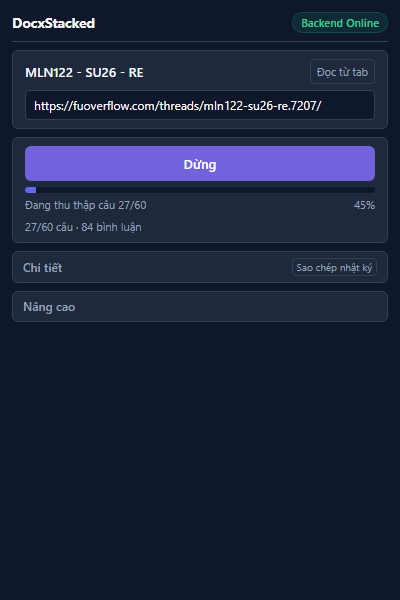 DocxStacked
Backend Online
MLN122 - SU26 - RE
Đọc từ tab
https://fuoverflow.com/threads/mln122-su26-re.7207/
Dừng
Đang thu thập câu 27/60
45%
27/60 câu · 84 bình luận
Chi tiết
Sao chép nhật ký
Nâng cao